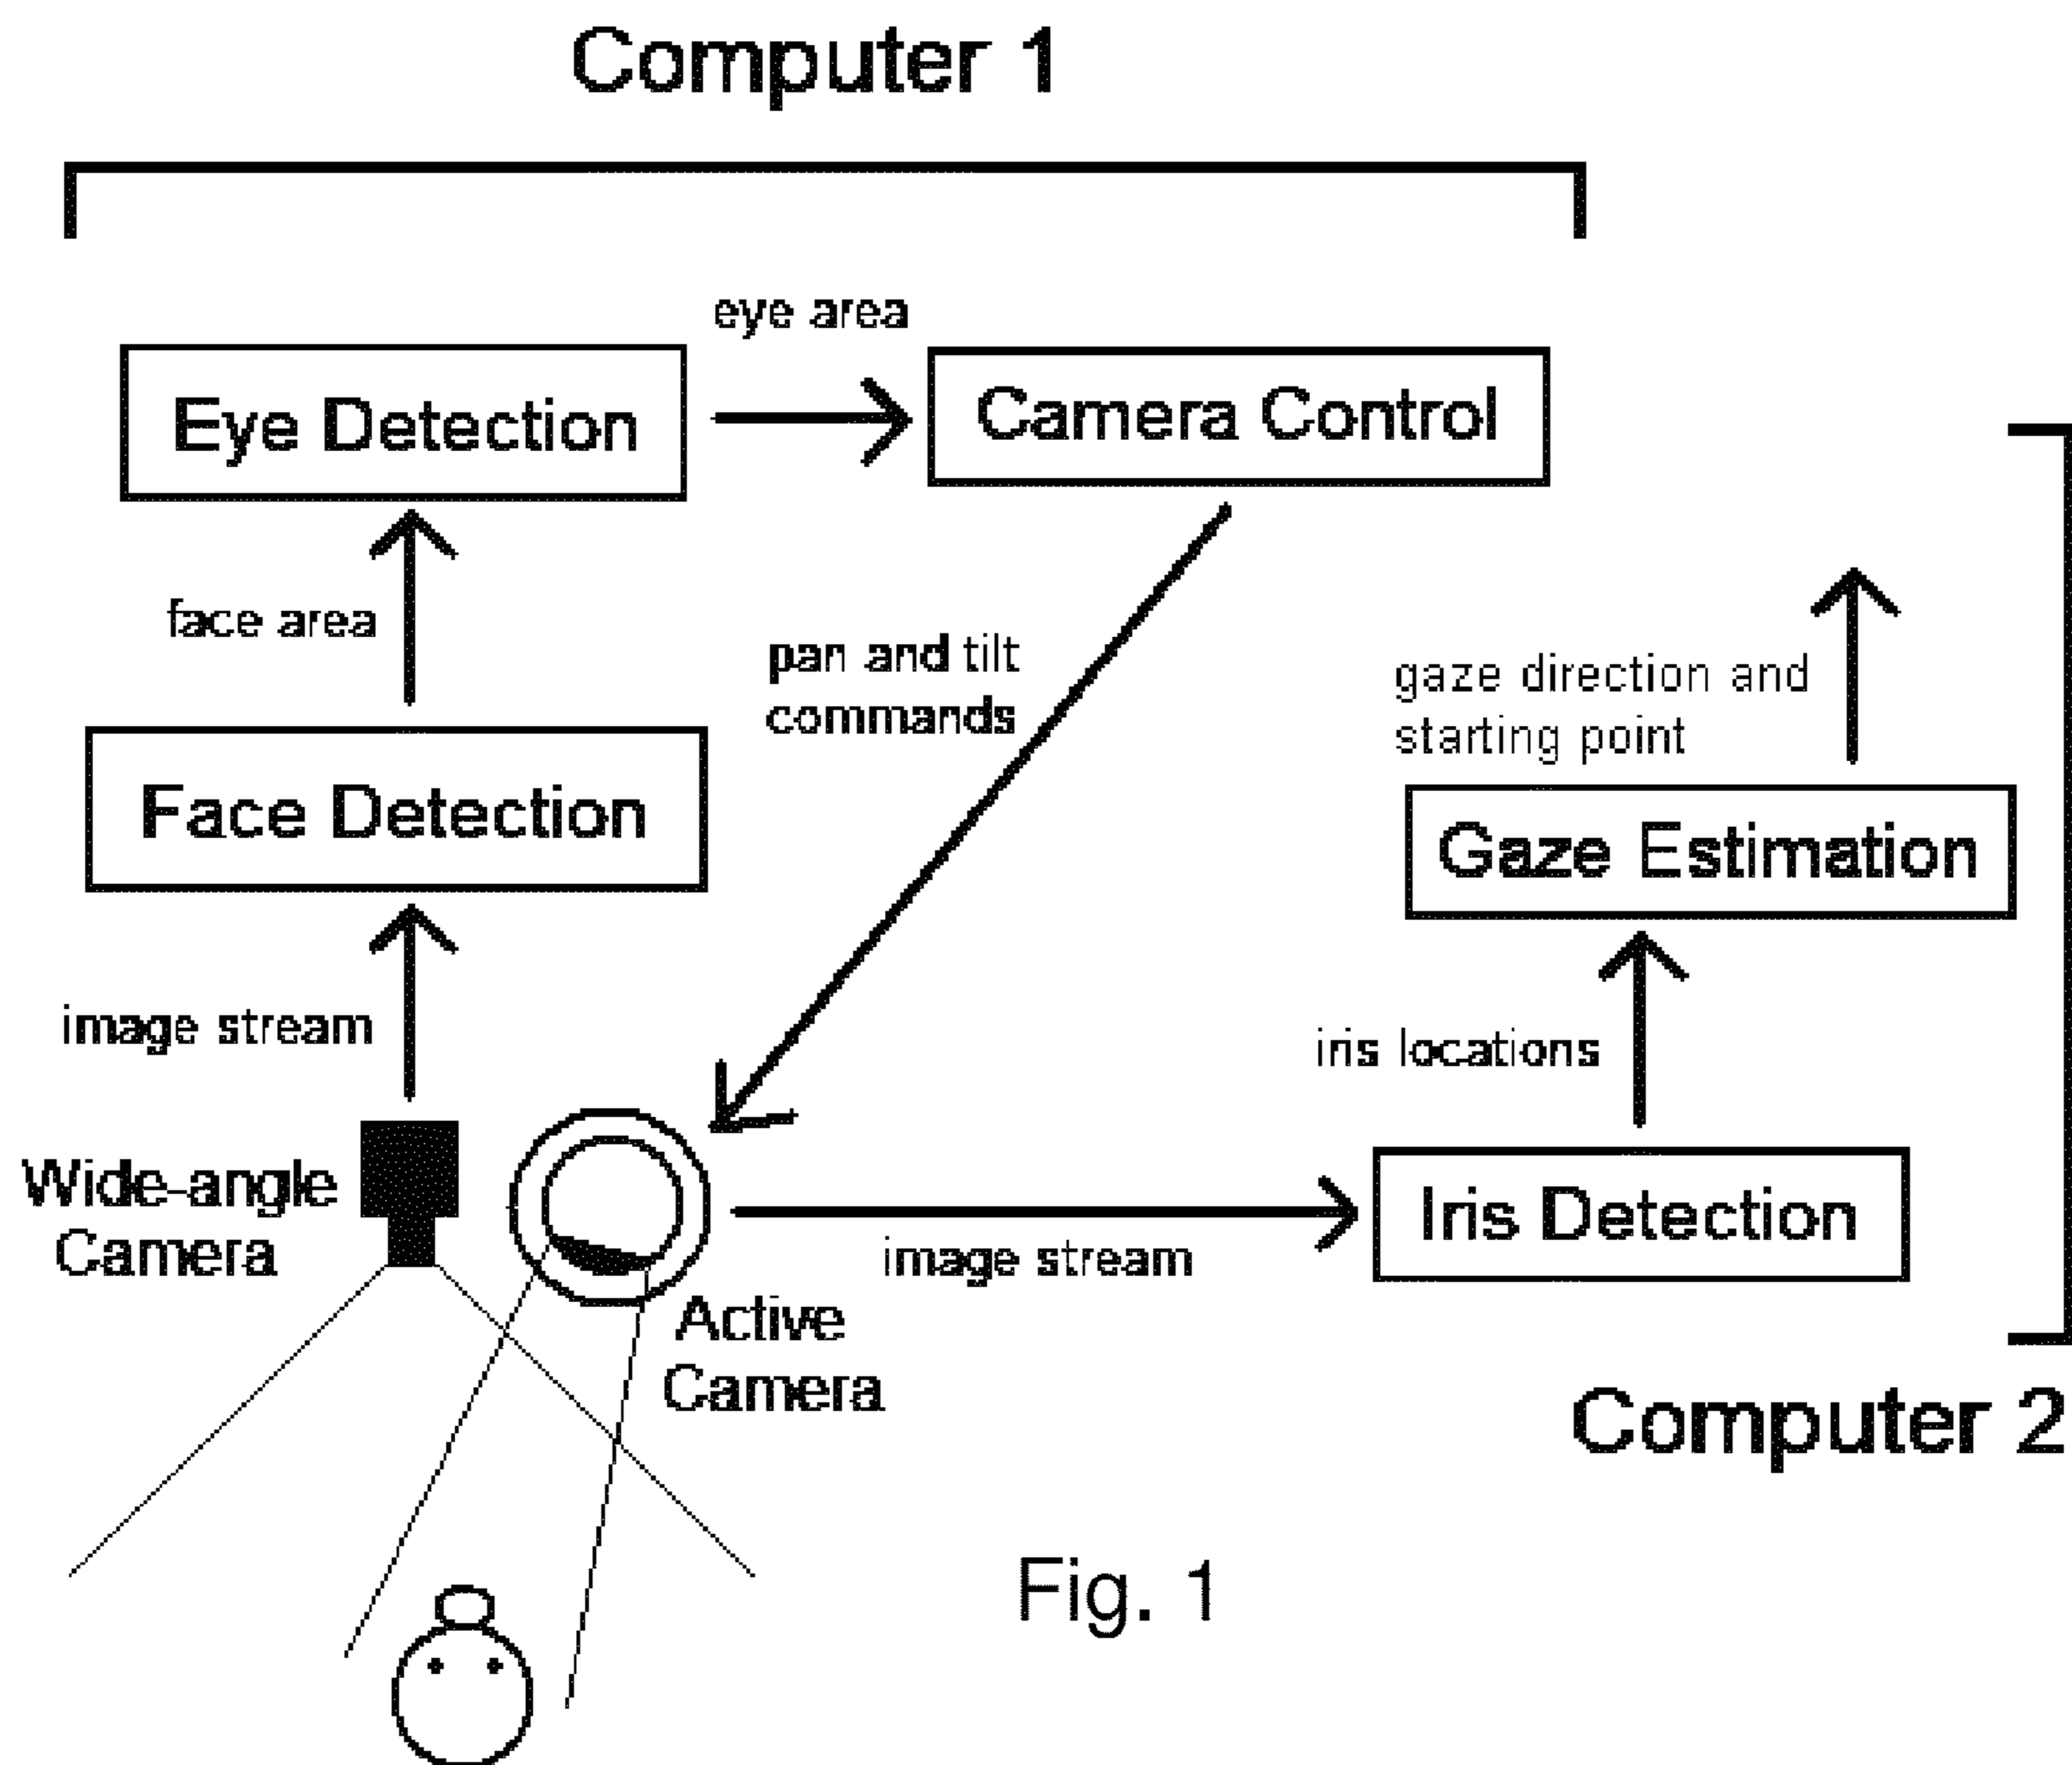 Computer 1
eye area
Eye Detection
Camera Control
face area
pan and tilt
commands
gaze direction and
starting point
Face Detection
Gaze Estimation
image stream
iris locations
Wide-angle
Camera
Iris Detection
image stream
Active
Camera
Computer 2
Fig. 1